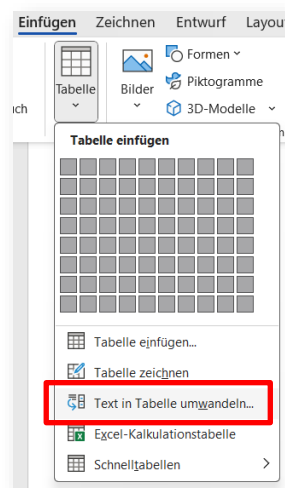 Einfügen Zeichnen Entwurf Layou
Formen
Piktogramme
3D-Modelle
Tabelle
Bilder
Tabelle einfügen
Tabelle einfügen...
Tabelle zeichnen
Text in Tabelle umwandeln...
Excel-Kalkulationstabelle
Schnelltabellen